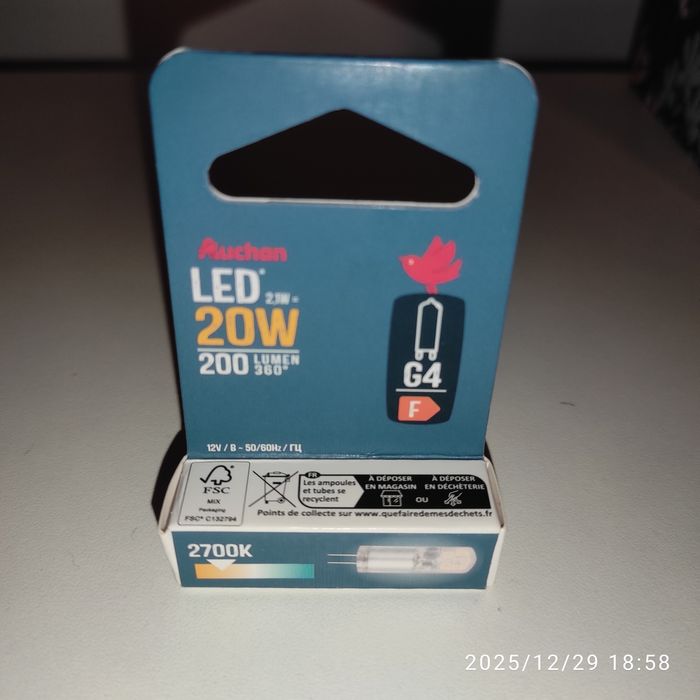 Auchan
LED*
2,1W =
20W
200 LUMEN
360°
G4
F
12V / В ~ 50/60Hz / ГЦ
FSC
MIX
Packaging
FSC® C132794
FR
Les ampoules
et tubes se
recyclent
À DÉPOSER
EN MAGASIN
OU
À DÉPOSER
EN DÉCHÈTERIE
Points de collecte sur www.quefairedemesdechets.fr
2700K
2025/12/29 18:58